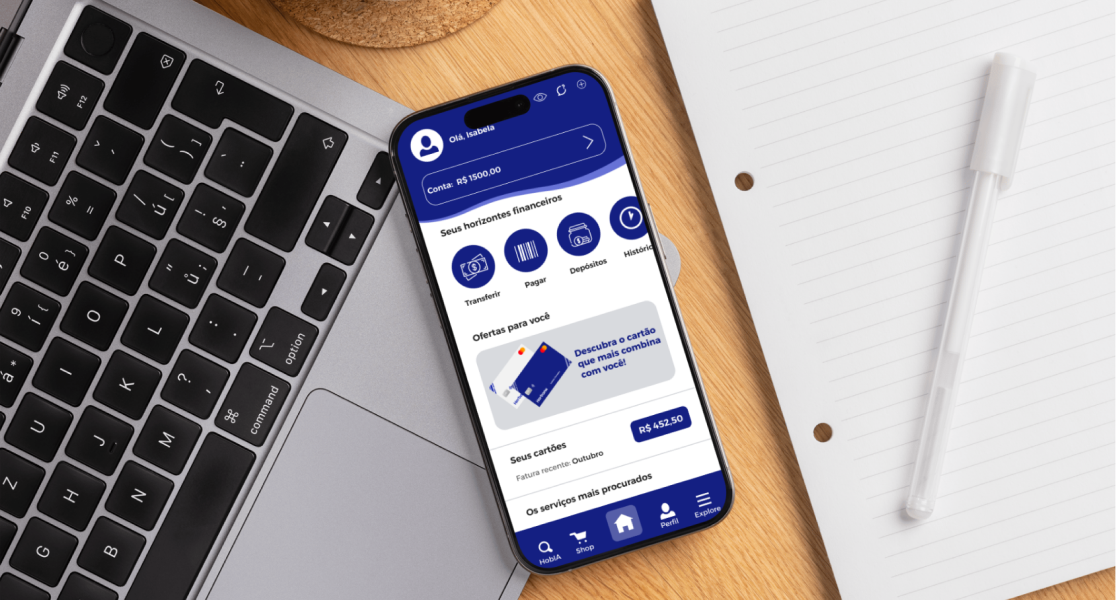 Olá, Isabela
Conta: R$ 1500,00
Seus horizontes financeiros
Transferir
Pagar
Depósitos
Históric
Ofertas para você
Descubra o cartão
que mais combina
com você!
Seus cartões
R$ 452,50
Fatura recente: Outubro
Os serviços mais procurados
HobIA
Shop
Perfil
Explore
F12
F11
F10
option
command
P
O
I
U
Z
L
K
J
H
G
M
N
B